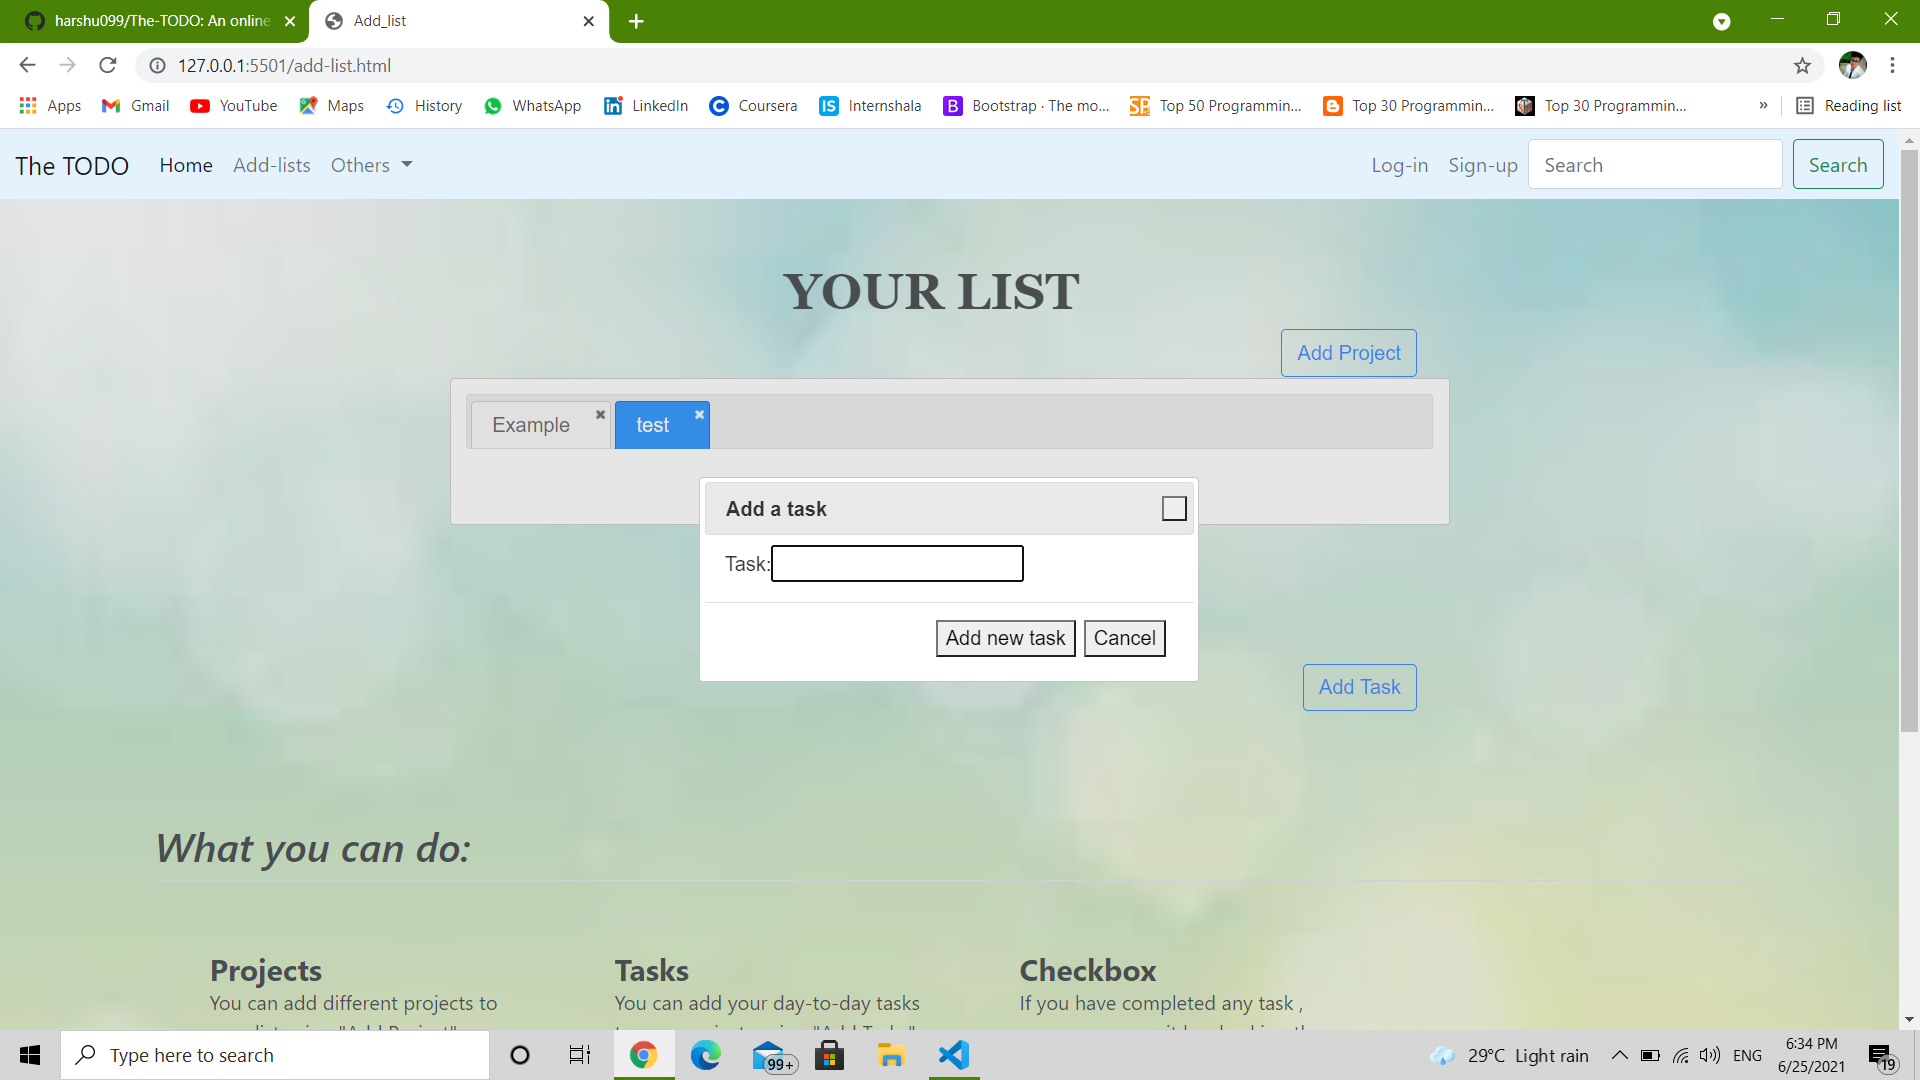 harshu099/The-TODO: An online
Add_list
127.0.0.1:5501/add-list.html
Apps
Gmail
YouTube
Maps
History
WhatsApp
LinkedIn
Coursera
Internshala
Bootstrap · The mo...
Top 50 Programmin...
Top 30 Programmin...
Top 30 Programmin...
»
Reading list
The TODO
Home
Add-lists
Others
Log-in
Sign-up
Search
Search
YOUR LIST
Add Project
Example
test
Add a task
Task:
Add new task
Cancel
Add Task
What you can do:
Projects
You can add different projects to
Tasks
You can add your day-to-day tasks
Checkbox
If you have completed any task ,
Type here to search
99+
29°C Light rain
ENG
6:34 PM
6/25/2021
19